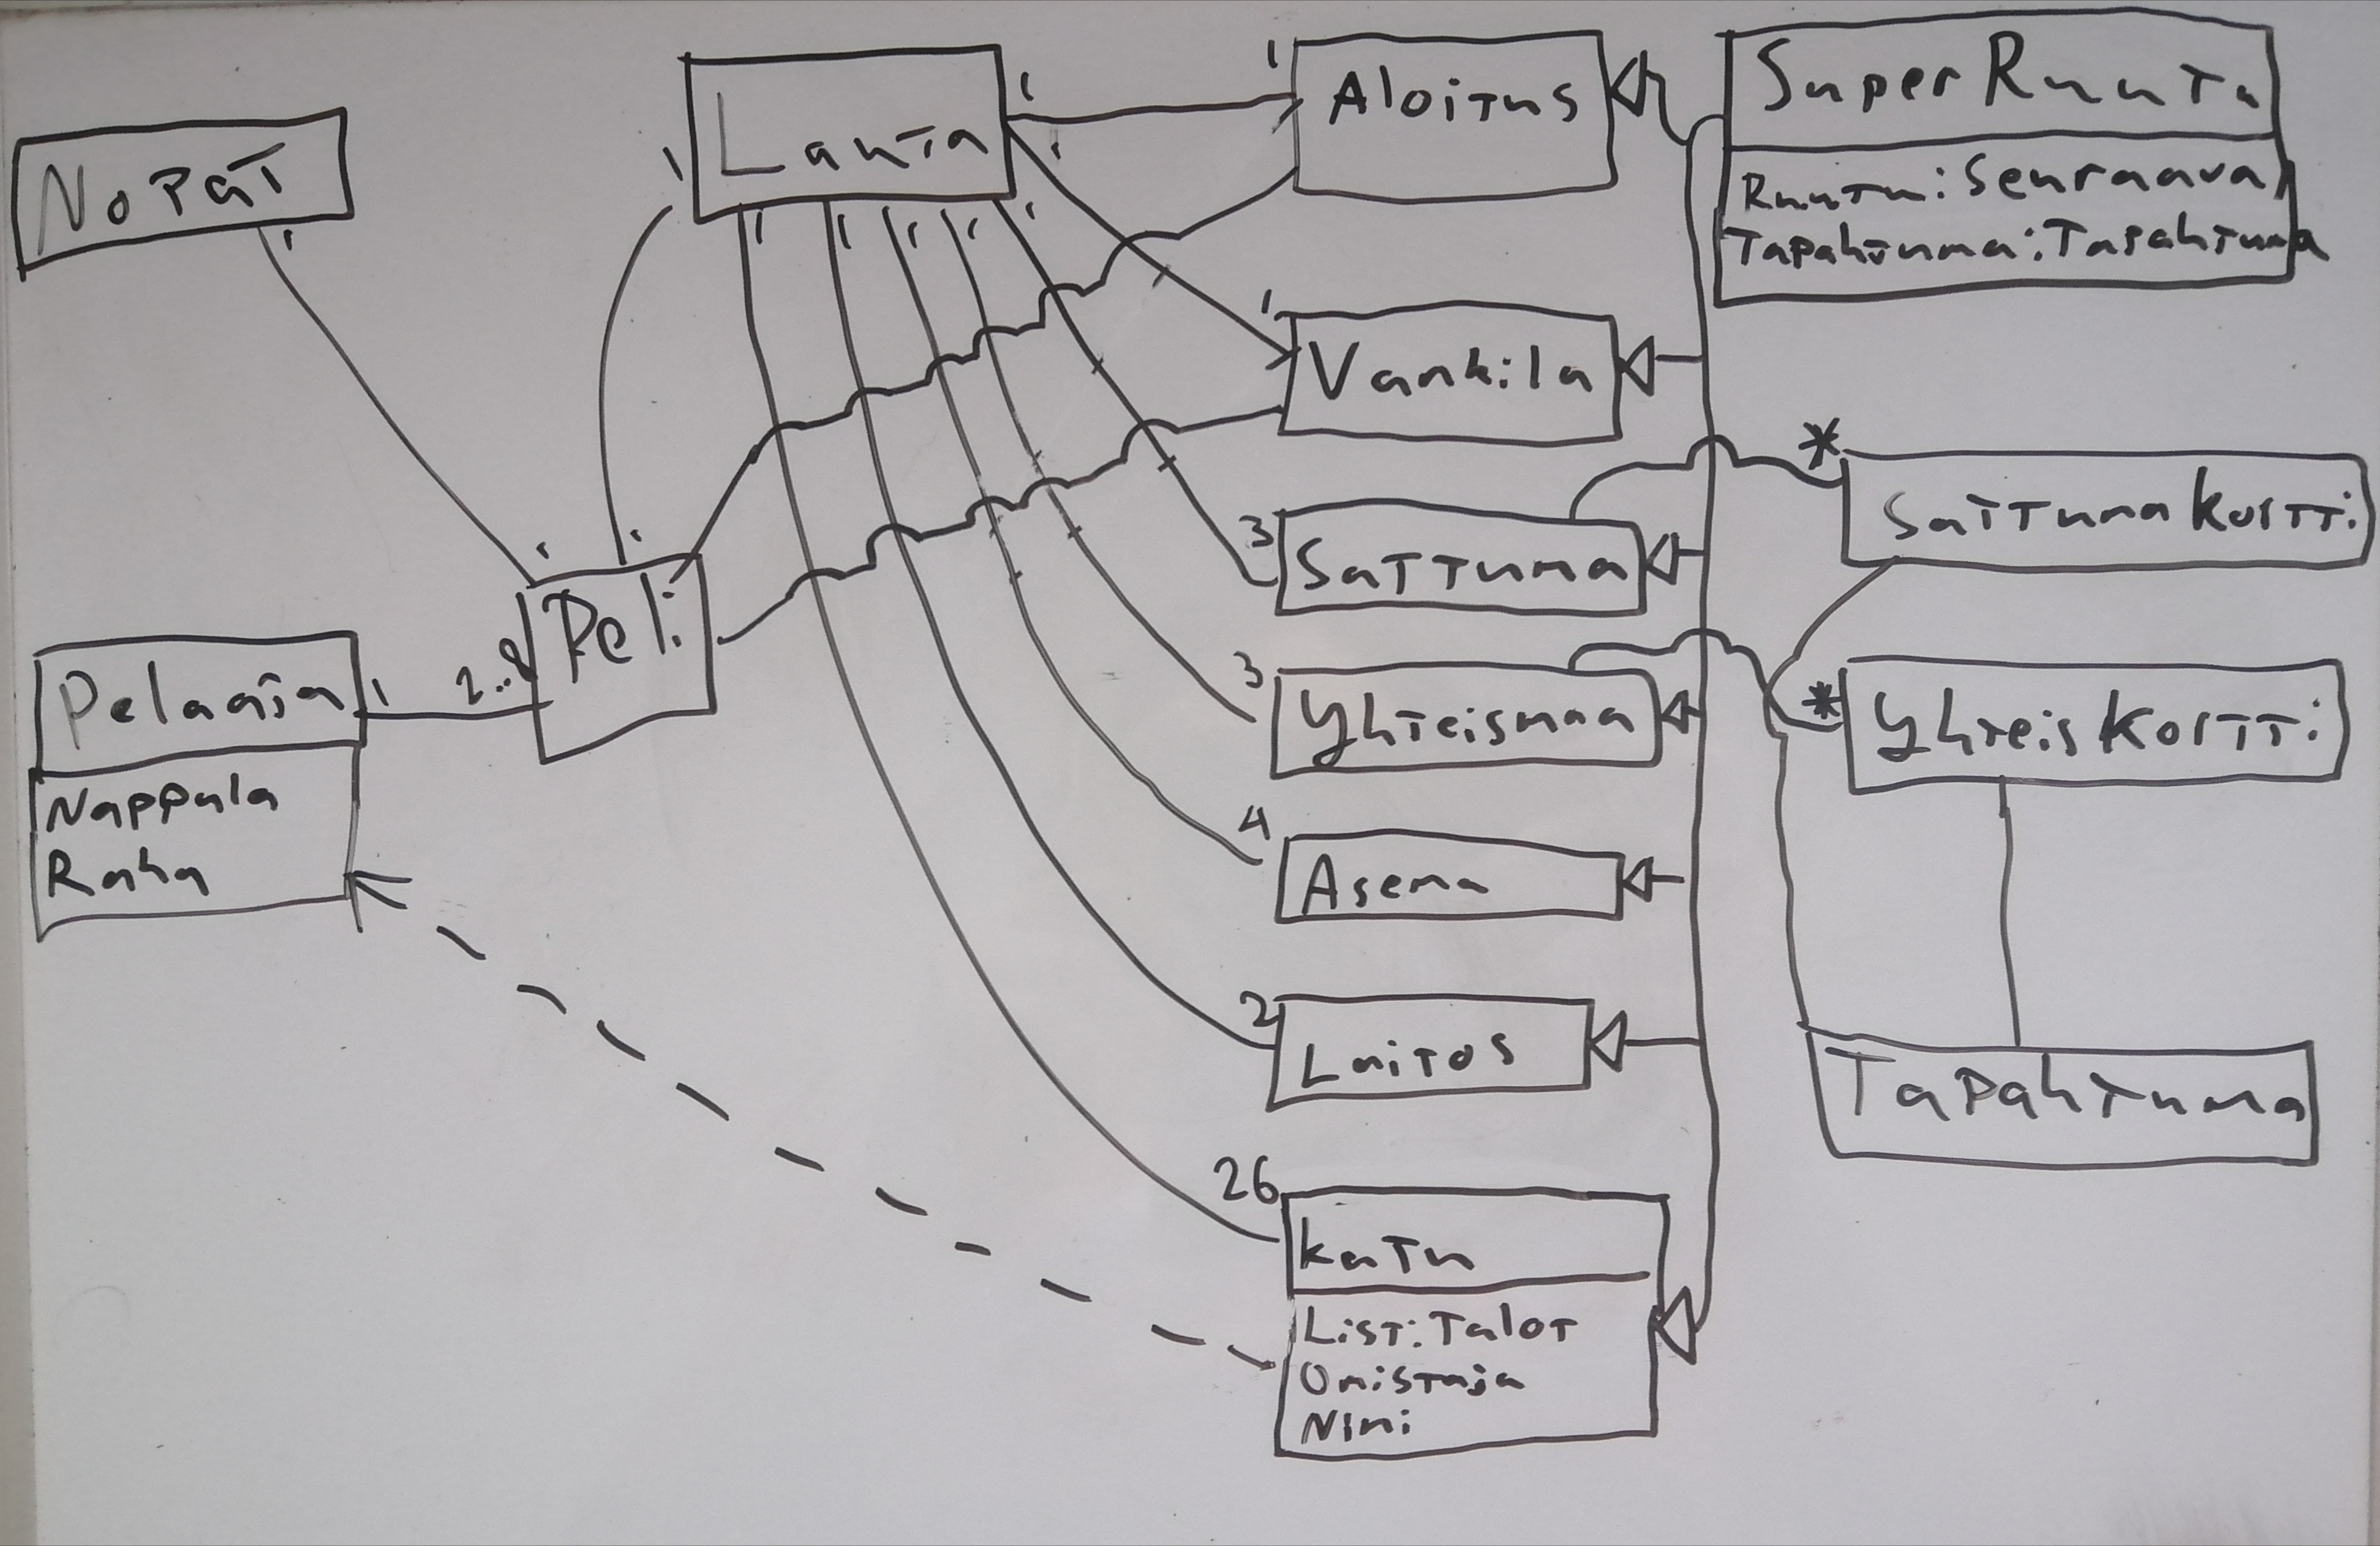 Nopat
1
Lauta
1
1
1
1
1
1
1
1
1
Aloitus
SuperRuutu
Ruutu: Seuraava
Tapahtuma: Tapahtuma
1
Vankila
*
SattumaKortti
3
Sattuma
1
1
Peli
Pelaaja
1
2..8
Nappula
Raha
3
Yhteismaa
*
YhteisKortti
4
Asema
2
Laitos
Tapahtuma
26
Katu
List: Talot
Omistaja
Nimi